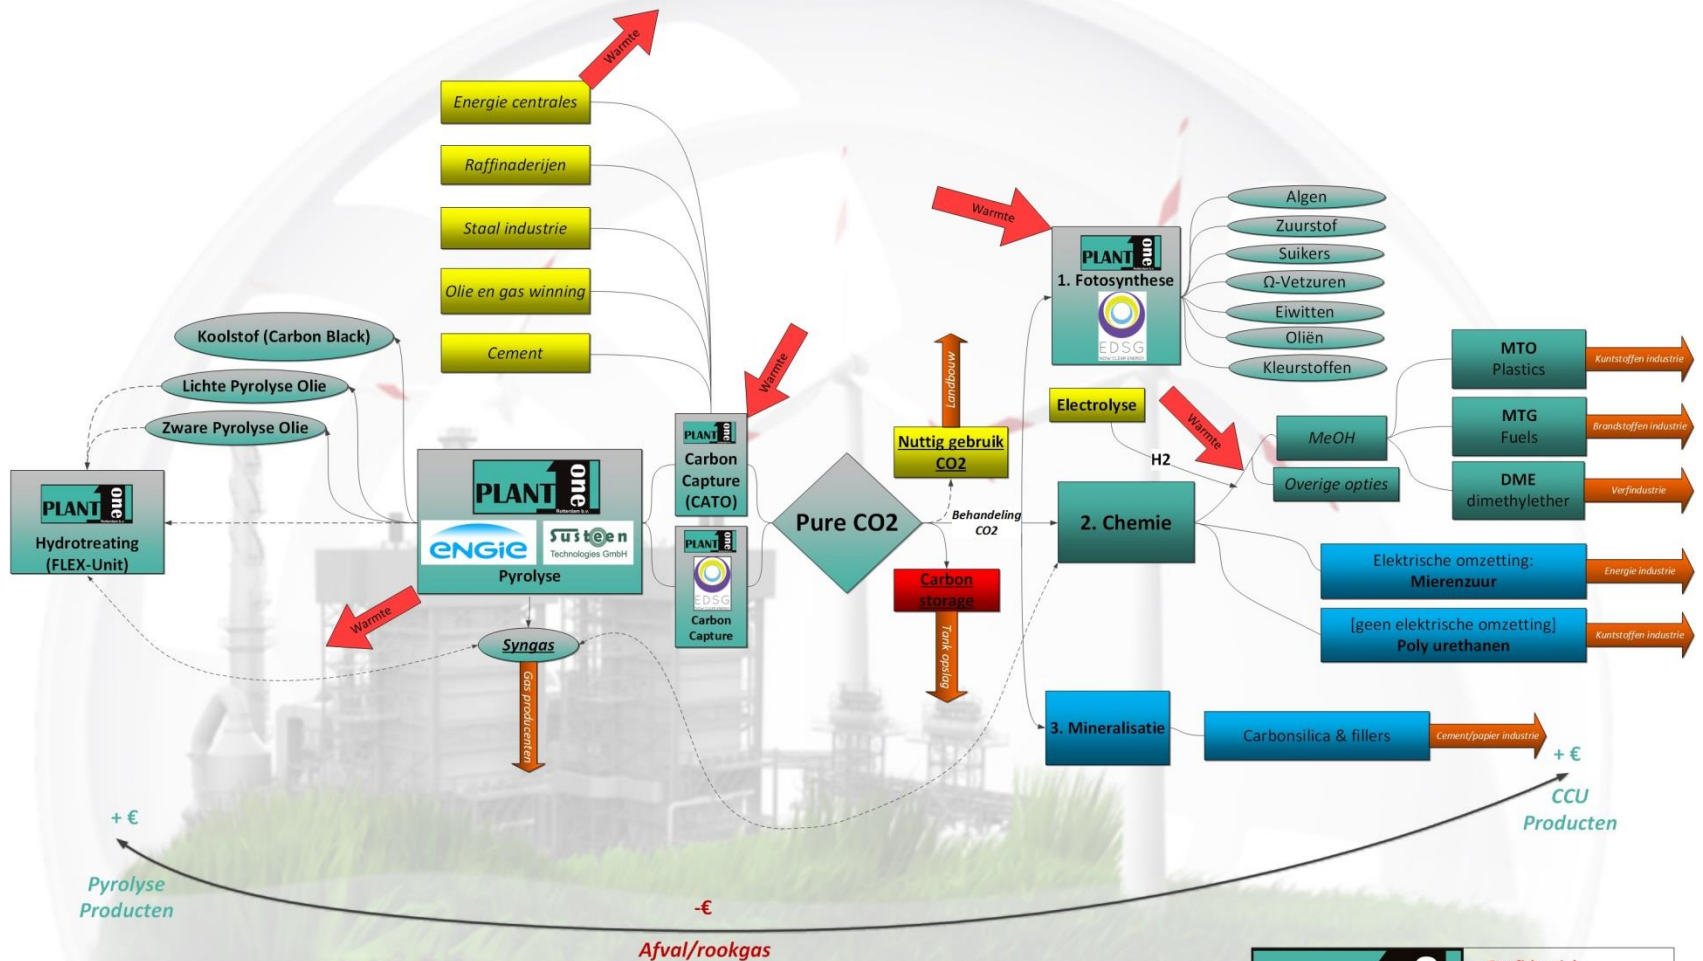 Warmte
Energie centrales
Raffinaderijen
Staal industrie
Olie en gas winning
Cement
Koolstof (Carbon Black)
Lichte Pyrolyse Olie
Zware Pyrolyse Olie
PLANT one
Rotterdam b.v.
Hydrotreating
(FLEX-Unit)
PLANT one
Rotterdam b.v.
ENGIE
Susteen
Technologies GmbH
Pyrolyse
Warmte
Syngas
Gas producenten
Warmte
PLANT one
Carbon
Capture
(CATO)
PLANT one
EDSG
Carbon
Capture
Pure CO2
Landbouw
Nuttig gebruik
CO2
Behandeling
CO2
Carbon
storage
Tank opslag
Warmte
PLANT one
Rotterdam b.v.
1. Fotosynthese
EDSG
NOW CLEAR ENERGY
Algen
Zuurstof
Suikers
Ω-Vetzuren
Eiwitten
Oliën
Kleurstoffen
Electrolyse
H2
Warmte
MeOH
Overige opties
2. Chemie
MTO
Plastics
Kuntstoffen industrie
MTG
Fuels
Brandstoffen industrie
DME
dimethylether
Verfindustrie
Elektrische omzetting:
Mierenzuur
Energie industrie
[geen elektrische omzetting]
Poly urethanen
Kuntstoffen industrie
3. Mineralisatie
Carbonsilica & fillers
Cement/papier industrie
+ €
CCU
Producten
+ €
Pyrolyse
Producten
-€
Afval/rookgas